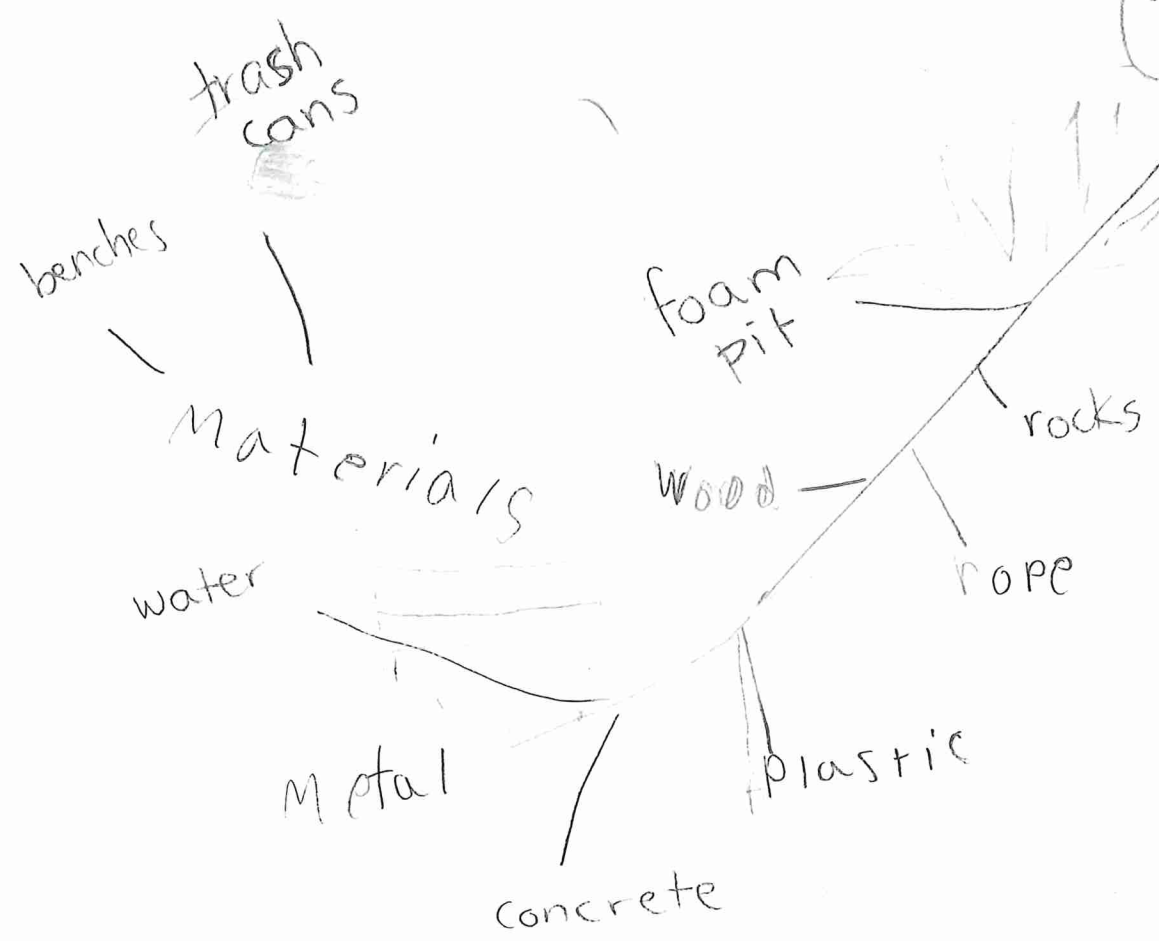 trash
cans
benches
foam
pit
rocks
Materials
wood
rope
water
Metal
plastic
concrete